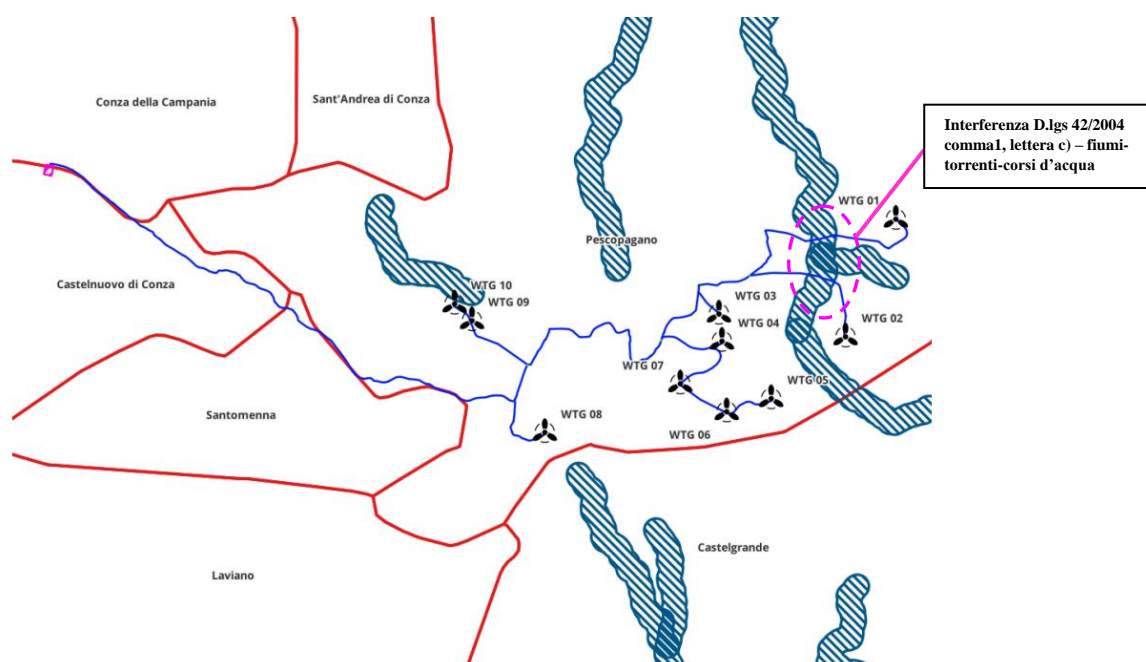 Conza della Campania
Sant'Andrea di Conza
Interferenza D.lgs 42/2004
comma1, lettera c) – fiumi-
torrenti-corsi d'acqua
WTG 01
Pescopagano
Castelnuovo di Conza
WTG 10
WTG 09
WTG 03
WTG 04
WTG 02
WTG 07
WTG 05
Santomenna
WTG 08
WTG 06
Castelgrande
Laviano